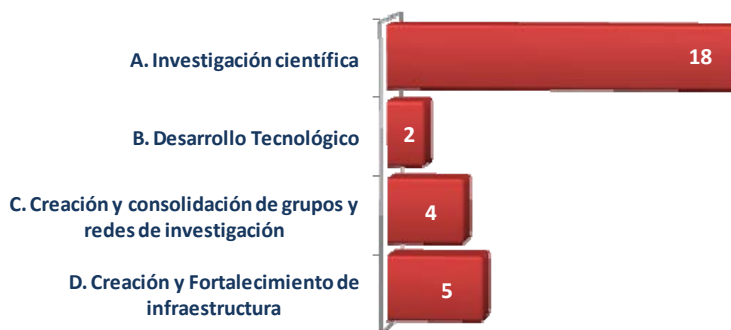 A. Investigación científica
18
B. Desarrollo Tecnológico
2
C. Creación y consolidación de grupos y
redes de investigación
4
D. Creación y Fortalecimiento de
infraestructura
5